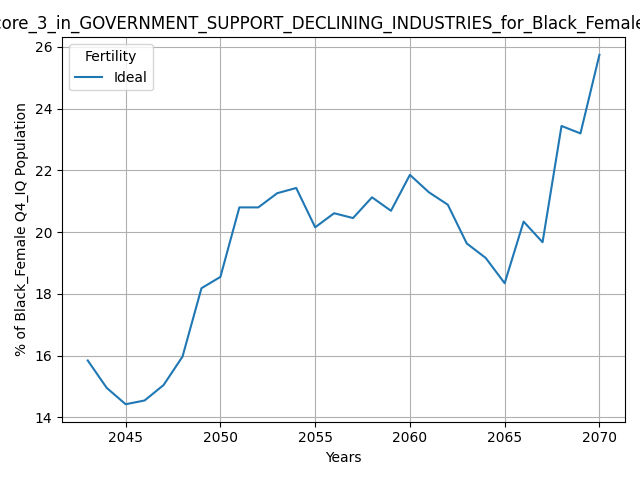 core_3_in_GOVERNMENT_SUPPORT_DECLINING_INDUSTRIES_for_Black_Female
26
24
22
20
18
16
14
% of Black_Female Q4_IQ Population
Fertility
Ideal
2045 2050 2055 2060 2065 2070
Years